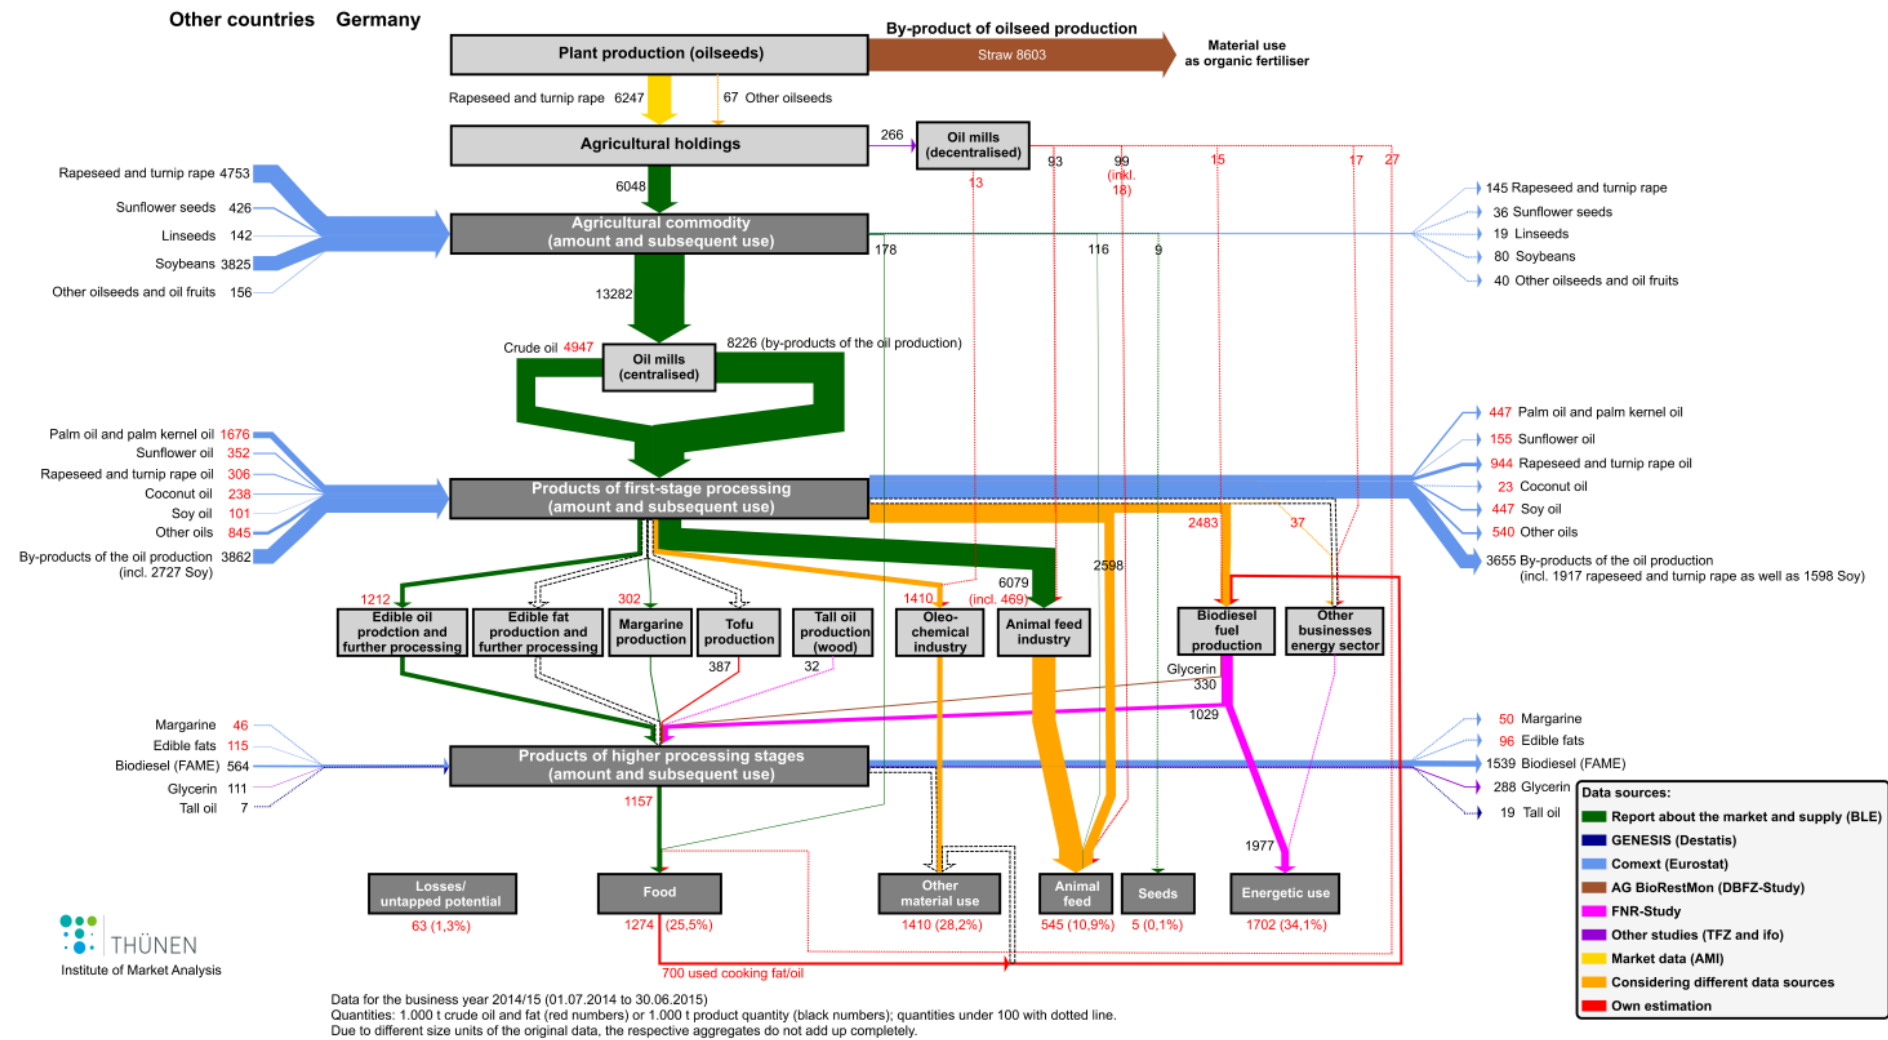 Other countries
Germany
Plant production (oilseeds)
By-product of oilseed production
Straw 8603
Material use
as organic fertiliser
Rapeseed and turnip rape 6247
67 Other oilseeds
Agricultural holdings
266
Oil mills
(decentralised)
93
99
(inkl.
18)
15
17
27
13
6048
Rapeseed and turnip rape 4753
Sunflower seeds 426
Linseeds 142
Soybeans 3825
Other oilseeds and oil fruits 156
Agricultural commodity
(amount and subsequent use)
178
116
9
145 Rapeseed and turnip rape
36 Sunflower seeds
19 Linseeds
80 Soybeans
40 Other oilseeds and oil fruits
13282
Crude oil 4947
Oil mills
(centralised)
8226 (by-products of the oil production)
Palm oil and palm kernel oil 1676
Sunflower oil 352
Rapeseed and turnip rape oil 306
Coconut oil 238
Soy oil 101
Other oils 845
By-products of the oil production 3862
(incl. 2727 Soy)
Products of first-stage processing
(amount and subsequent use)
447 Palm oil and palm kernel oil
155 Sunflower oil
944 Rapeseed and turnip rape oil
23 Coconut oil
447 Soy oil
540 Other oils
3655 By-products of the oil production
(incl. 1917 rapeseed and turnip rape as well as 1598 Soy)
2483
37
2598
6079
(incl. 469)
1212
302
1410
Edible oil
prodction and
further processing
Edible fat
production and
further processing
Margarine
production
Tofu
production
Tall oil
production
(wood)
Oleo-
chemical
industry
Animal feed
industry
Biodiesel
fuel
production
Other
businesses
energy sector
387
32
Glycerin
330
1029
Margarine 46
Edible fats 115
Biodiesel (FAME) 564
Glycerin 111
Tall oil 7
Products of higher processing stages
(amount and subsequent use)
50 Margarine
96 Edible fats
1539 Biodiesel (FAME)
288 Glycerin
19 Tall oil
1157
1977
Losses/
untapped potential
63 (1,3%)
Food
1274 (25,5%)
Other
material use
1410 (28,2%)
Animal
feed
545 (10,9%)
Seeds
5 (0,1%)
Energetic use
1702 (34,1%)
700 used cooking fat/oil
Data sources:
Report about the market and supply (BLE)
GENESIS (Destatis)
Comext (Eurostat)
AG BioRestMon (DBFZ-Study)
FNR-Study
Other studies (TFZ and ifo)
Market data (AMI)
Considering different data sources
Own estimation
THÜNEN
Institute of Market Analysis
Data for the business year 2014/15 (01.07.2014 to 30.06.2015)
Quantities: 1.000 t crude oil and fat (red numbers) or 1.000 t product quantity (black numbers); quantities under 100 with dotted line.
Due to different size units of the original data, the respective aggregates do not add up completely.